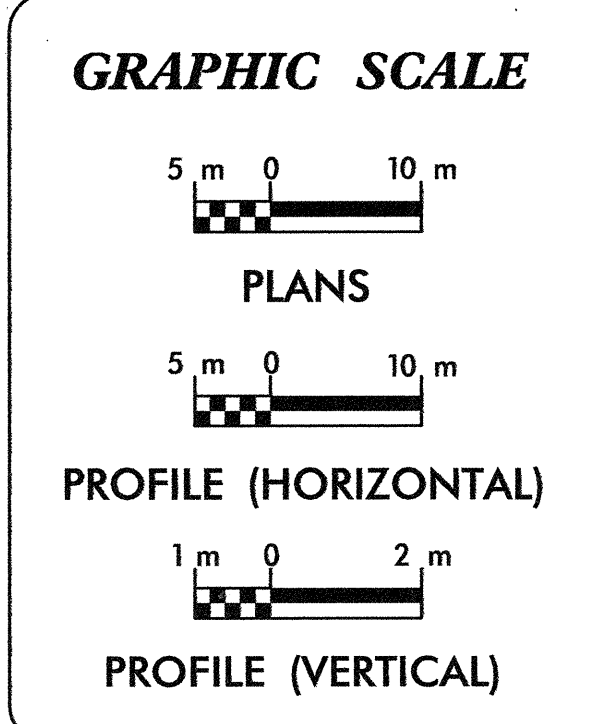 GRAPHIC SCALE
5 m 0 10 m
PLANS
5 m 0 10 m
PROFILE (HORIZONTAL)
1 m 0 2 m
PROFILE (VERTICAL)